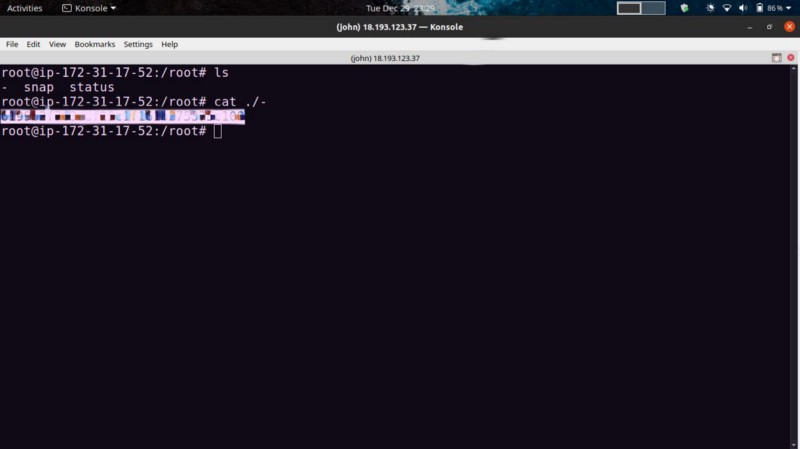 Activities Konsole Tue Dec 29 23:29 86 %
(john) 18.193.123.37 — Konsole
File Edit View Bookmarks Settings Help
(john) 18.193.123.37
root@ip-172-31-17-52:/root# ls
- snap status
root@ip-172-31-17-52:/root# cat ./-
root@ip-172-31-17-52:/root#